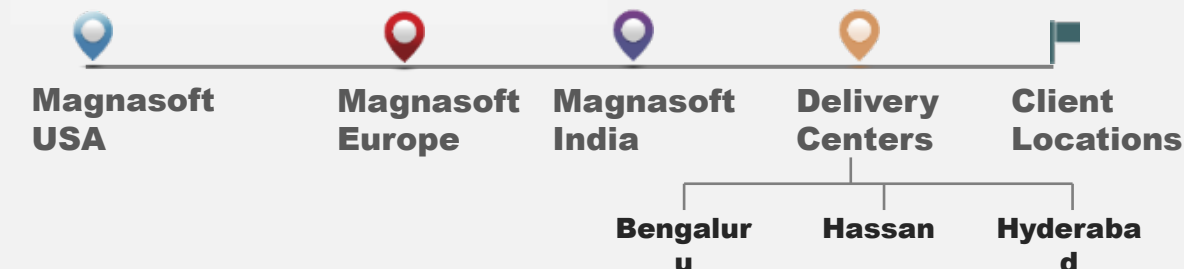 Magnasoft
USA
Magnasoft
Europe
Magnasoft
India
Delivery
Centers
Client
Locations
Bengalur
u
Hassan
Hyderaba
d